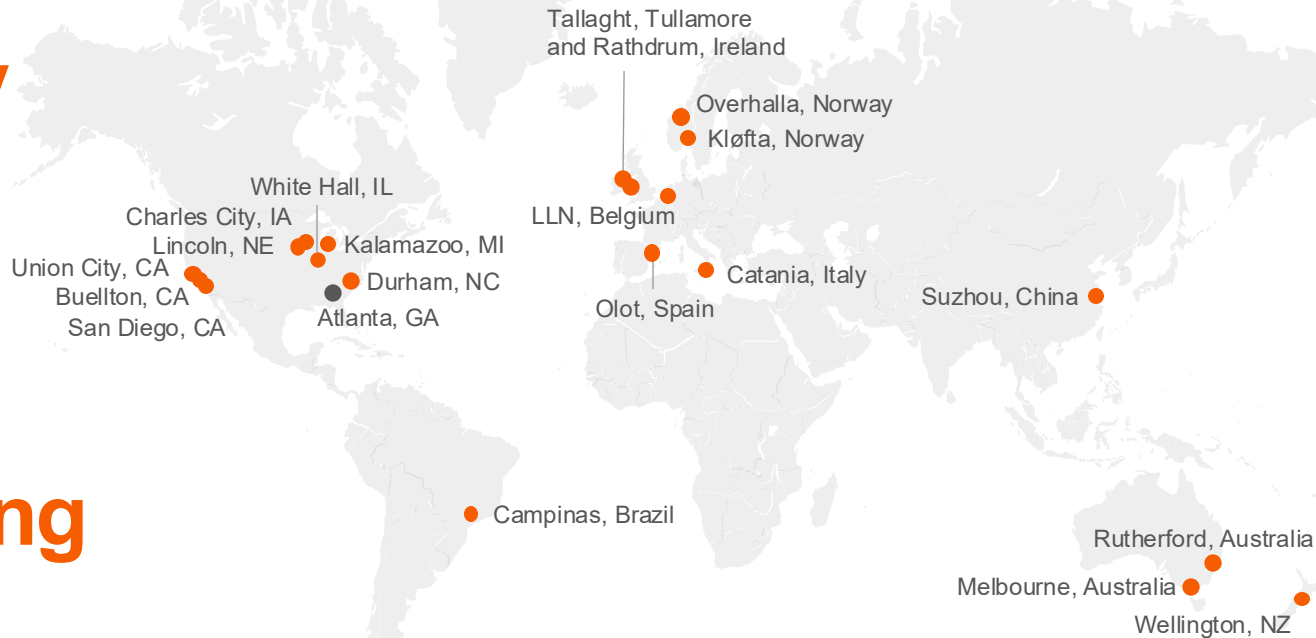 Tallaght, Tullamore
and Rathdrum, Ireland
Overhalla, Norway
Kløfta, Norway
White Hall, IL
Charles City, IA
LLN, Belgium
Lincoln, NE
Kalamazoo, MI
Union City, CA
Durham, NC
Catania, Italy
Buellton, CA
Suzhou, China
Olot, Spain
Atlanta, GA
San Diego, CA
ng
Campinas, Brazil
Rutherford, Australia
Melbourne, Australia
Wellington, NZ